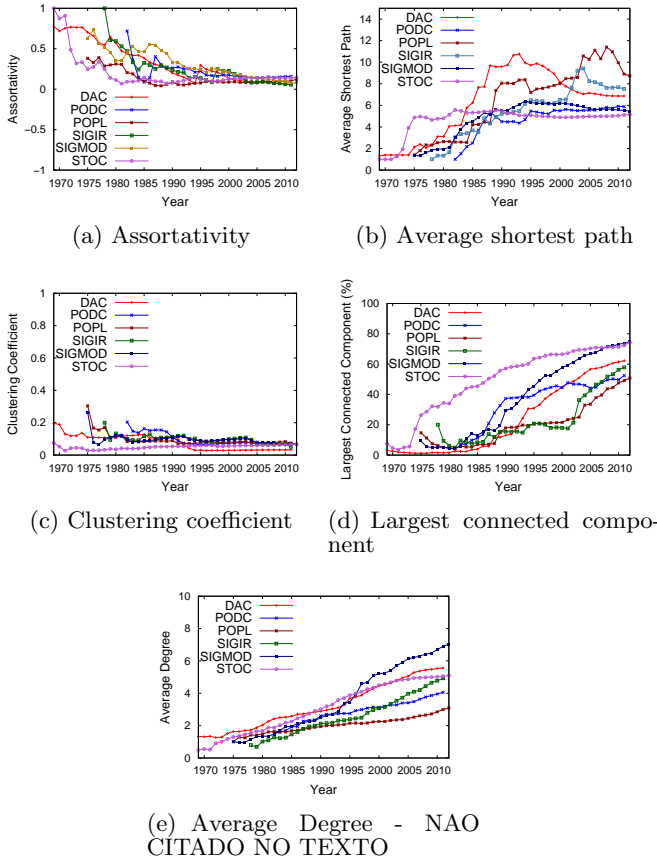 1
0.5
0
−0.5
−1
Assortativity
DAC
PODC
POPL
SIGIR
SIGMOD
STOC
1970 1975 1980 1985 1990 1995 2000 2005 2010
Year
(a) Assortativity
14
12
10
8
6
4
2
0
Average Shortest Path
DAC
PODC
POPL
SIGIR
SIGMOD
STOC
1970 1975 1980 1985 1990 1995 2000 2005 2010
Year
(b) Average shortest path
1
0.8
0.6
0.4
0.2
0
Clustering Coefficient
DAC
PODC
POPL
SIGIR
SIGMOD
STOC
1970 1975 1980 1985 1990 1995 2000 2005 2010
Year
(c) Clustering coefficient
100
80
60
40
20
0
Largest Connected Component (%)
DAC
PODC
POPL
SIGIR
SIGMOD
STOC
1970 1975 1980 1985 1990 1995 2000 2005 2010
Year
(d) Largest connected compo-
nent
10
8
6
4
2
0
Average Degree
DAC
PODC
POPL
SIGIR
SIGMOD
STOC
1970 1975 1980 1985 1990 1995 2000 2005 2010
Year
(e) Average Degree - NAO
CITADO NO TEXTO